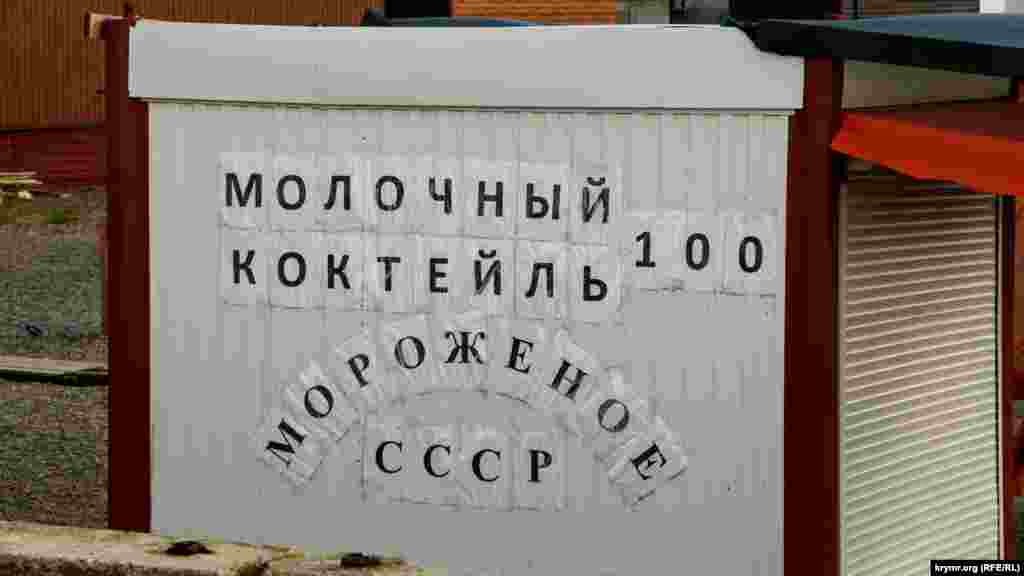 МОЛОЧНЫЙ
КОКТЕЙЛЬ 100
МОРОЖЕНОЕ
СССР
krymr.org (RFE/RL)